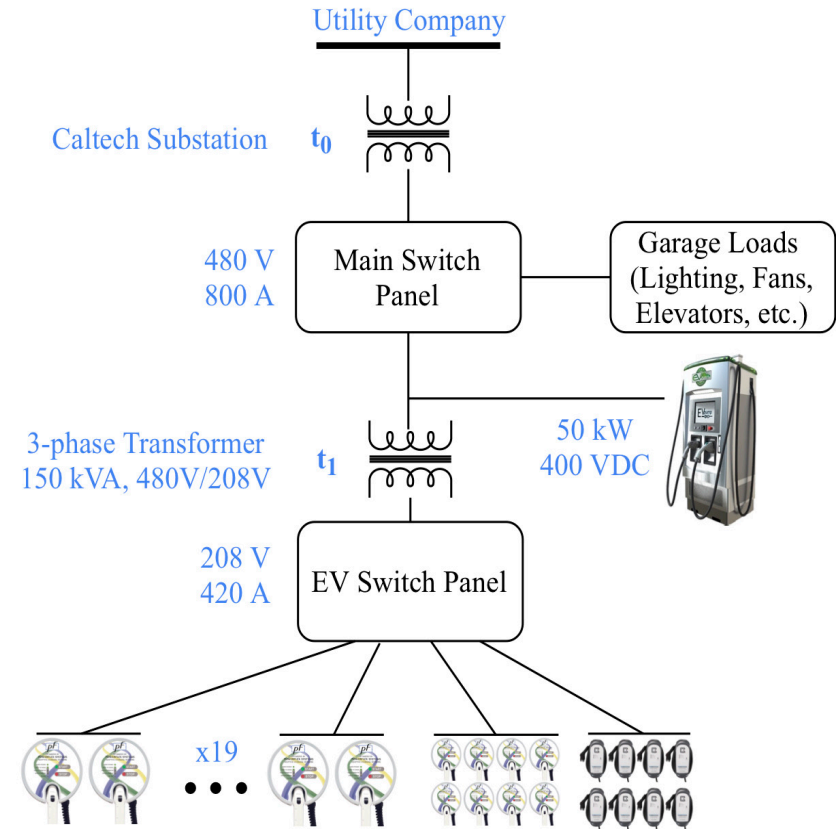 Utility Company
Caltech Substation
t0
480 V
800 A
Main Switch
Panel
Garage Loads
(Lighting, Fans,
Elevators, etc.)
3-phase Transformer
150 kVA, 480V/208V
t1
50 kW
400 VDC
208 V
420 A
EV Switch Panel
x19